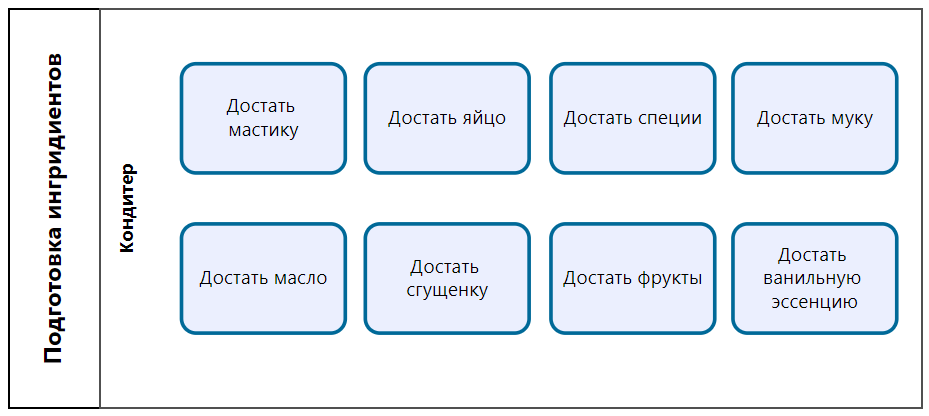 Подготовка ингридиентов
Кондитер
Достать
мастику
Достать яйцо
Достать специи
Достать муку
Достать масло
Достать
сгущенку
Достать фрукты
Достать
ванильную
эссенцию